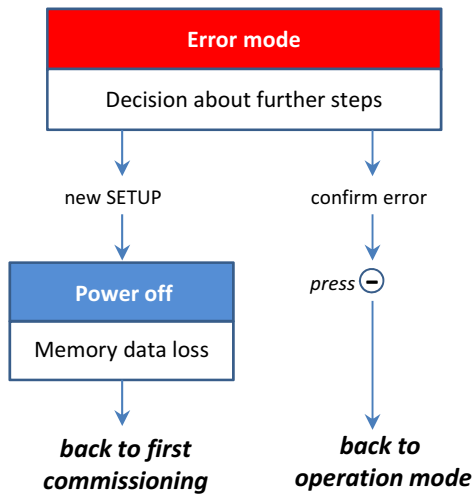 Error mode
Decision about further steps
new SETUP
confirm error
press −
Power off
Memory data loss
back to first
commissioning
back to
operation mode